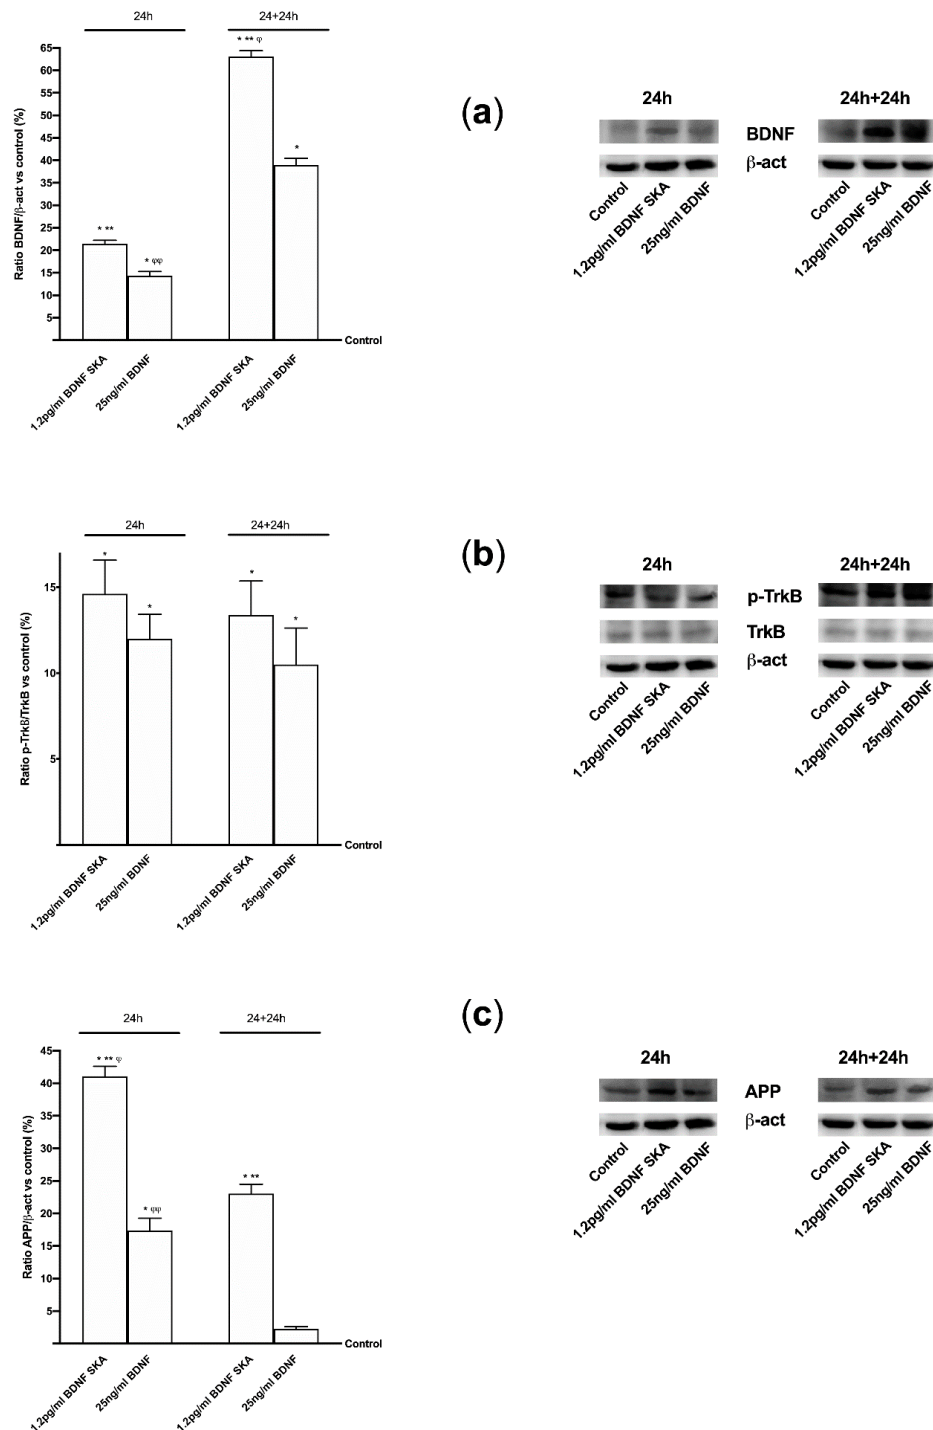 24h
24+24h
* ** φ
65
60
55
50
45
40
35
30
25
20
15
10
5
Ratio BDNF/β-act vs control (%)
* **
* φφ
*
Control
1.2pg/ml BDNF SKA
25ng/ml BDNF
1.2pg/ml BDNF SKA
25ng/ml BDNF
(a)
24h
24h+24h
BDNF
β-act
Control
1.2pg/ml BDNF SKA
25ng/ml BDNF
Control
1.2pg/ml BDNF SKA
25ng/ml BDNF
24h
24+24h
*
*
*
*
15
10
5
Ratio p-Trkß/TrkB vs control (%)
Control
1.2pg/ml BDNF SKA
25ng/ml BDNF
1.2pg/ml BDNF SKA
25ng/ml BDNF
(b)
24h
24h+24h
p-TrkB
TrkB
β-act
Control
1.2pg/ml BDNF SKA
25ng/ml BDNF
Control
1.2pg/ml BDNF SKA
25ng/ml BDNF
24h
24+24h
45
40
35
30
25
20
15
10
5
Ratio APP/β-act vs control (%)
* ** φ
* φφ
* **
Control
1.2pg/ml BDNF SKA
25ng/ml BDNF
1.2pg/ml BDNF SKA
25ng/ml BDNF
(c)
24h
24h+24h
APP
β-act
Control
1.2pg/ml BDNF SKA
25ng/ml BDNF
Control
1.2pg/ml BDNF SKA
25ng/ml BDNF